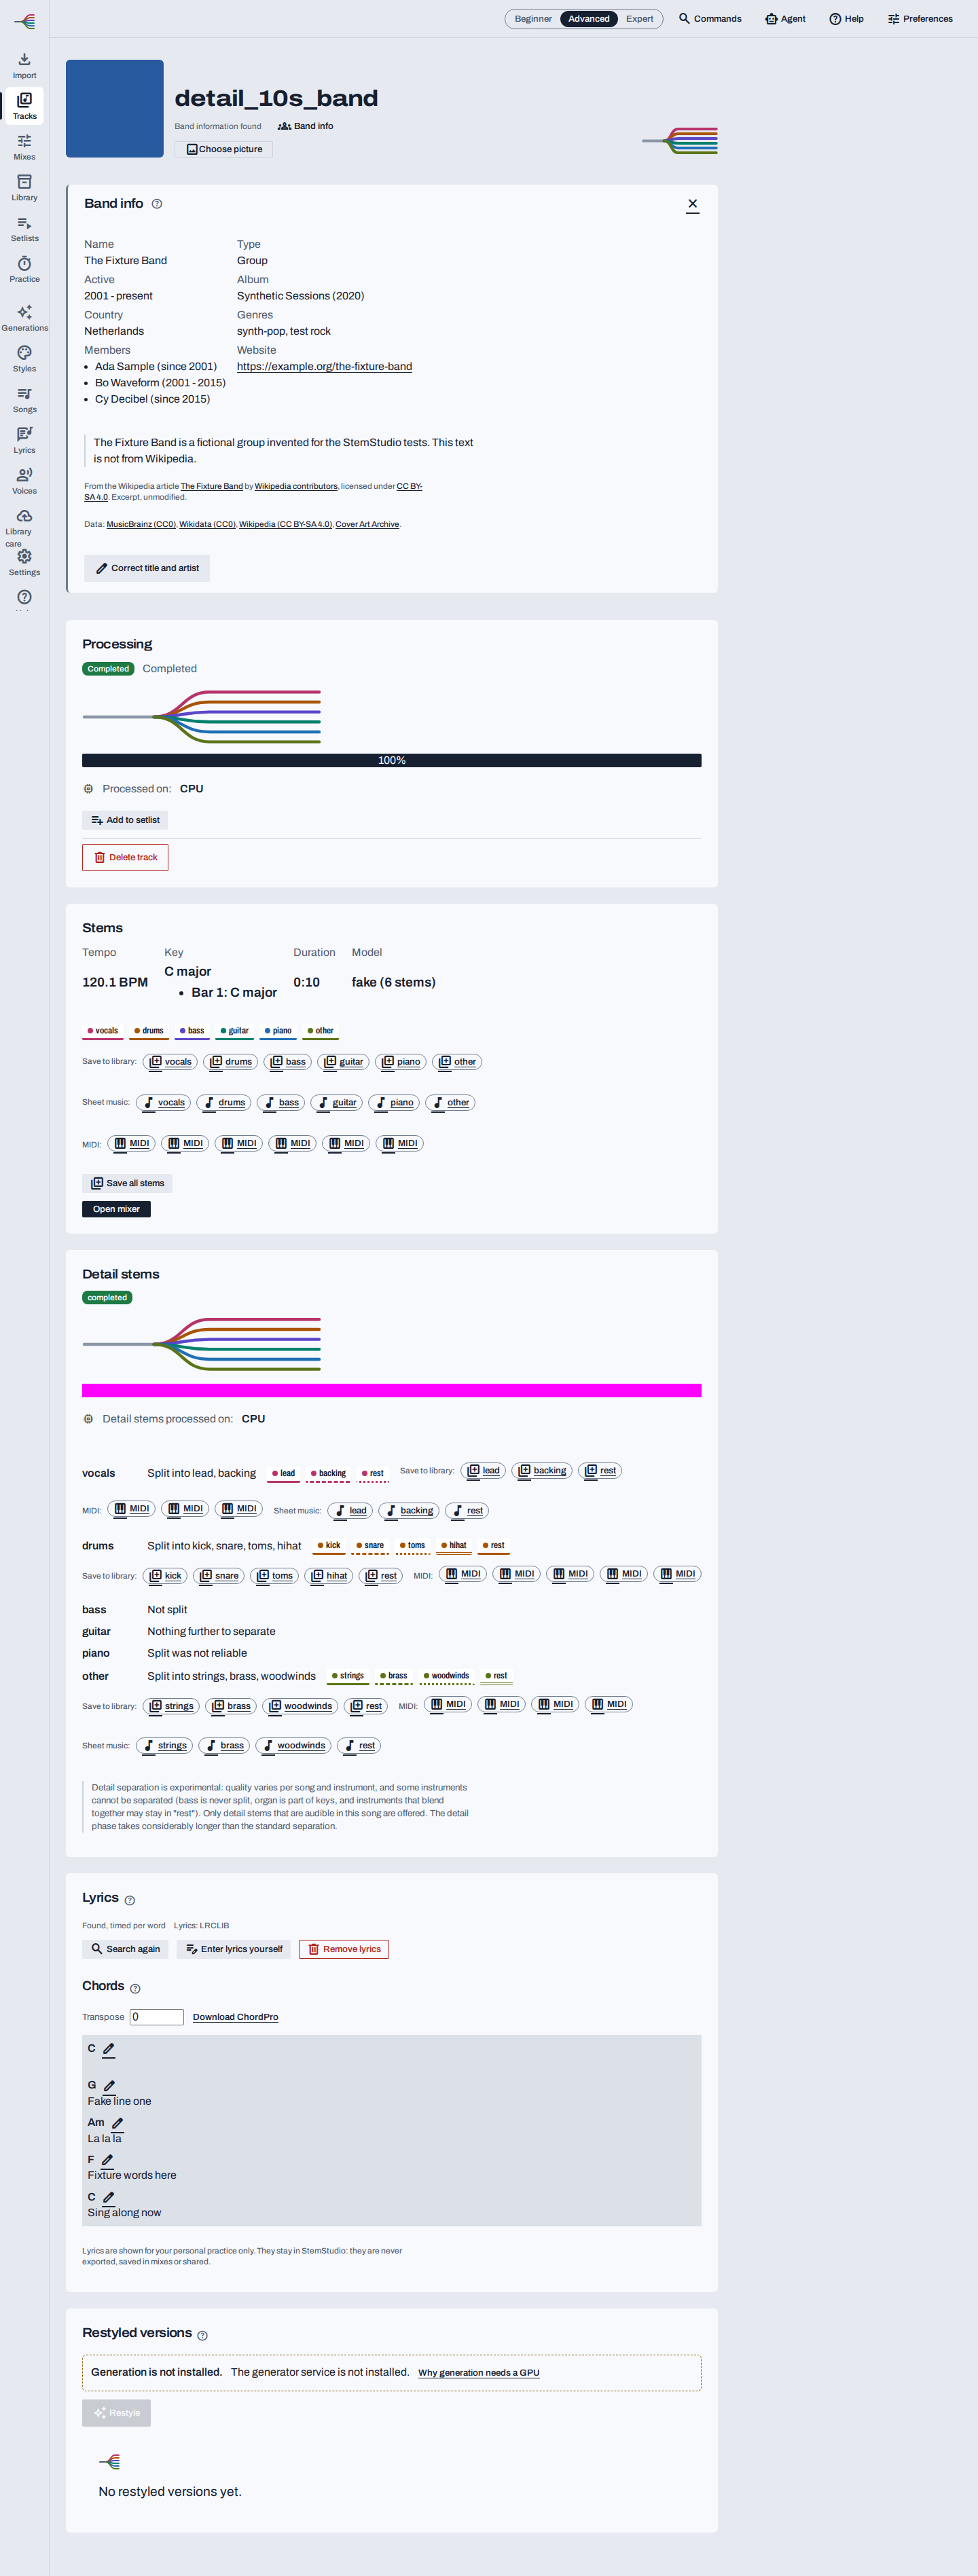 Beginner Advanced Expert Commands Agent Help Preferences
Import
Tracks
Mixes
Library
Setlists
Practice
Generations
Styles
Songs
Lyrics
Voices
Library care
Settings
detail_10s_band
Band information found Band info
Choose picture
Band info
Name Type
The Fixture Band Group
Active Album
2001 - present Synthetic Sessions (2020)
Country Genres
Netherlands synth-pop, test rock
Members Website
Ada Sample (since 2001) https://example.org/the-fixture-band
Bo Waveform (2001 - 2015)
Cy Decibel (since 2015)
The Fixture Band is a fictional group invented for the StemStudio tests. This text
is not from Wikipedia.
From the Wikipedia article The Fixture Band by Wikipedia contributors, licensed under CC BY-
SA 4.0. Excerpt, unmodified.
Data: MusicBrainz (CC0), Wikidata (CC0), Wikipedia (CC BY-SA 4.0), Cover Art Archive.
Correct title and artist
Processing
Completed Completed
100%
Processed on: CPU
Add to setlist
Delete track
Stems
Tempo Key Duration Model
120.1 BPM C major 0:10 fake (6 stems)
Bar 1: C major
vocals drums bass guitar piano other
Save to library: vocals drums bass guitar piano other
Sheet music: vocals drums bass guitar piano other
MIDI: MIDI MIDI MIDI MIDI MIDI MIDI
Save all stems
Open mixer
Detail stems
completed
Detail stems processed on: CPU
vocals Split into lead, backing lead backing rest Save to library: lead backing rest
MIDI: MIDI MIDI MIDI Sheet music: lead backing rest
drums Split into kick, snare, toms, hihat kick snare toms hihat rest
Save to library: kick snare toms hihat rest MIDI: MIDI MIDI MIDI MIDI MIDI
bass Not split
guitar Nothing further to separate
piano Split was not reliable
other Split into strings, brass, woodwinds strings brass woodwinds rest
Save to library: strings brass woodwinds rest MIDI: MIDI MIDI MIDI MIDI
Sheet music: strings brass woodwinds rest
Detail separation is experimental: quality varies per song and instrument, and some instruments
cannot be separated (bass is never split, organ is part of keys, and instruments that blend
together may stay in "rest"). Only detail stems that are audible in this song are offered. The detail
phase takes considerably longer than the standard separation.
Lyrics
Found, timed per word Lyrics: LRCLIB
Search again Enter lyrics yourself Remove lyrics
Chords
Transpose 0 Download ChordPro
C
G
Fake line one
Am
La la la
F
Fixture words here
C
Sing along now
Lyrics are shown for your personal practice only. They stay in StemStudio: they are never
exported, saved in mixes or shared.
Restyled versions
Generation is not installed. The generator service is not installed. Why generation needs a GPU
Restyle
No restyled versions yet.